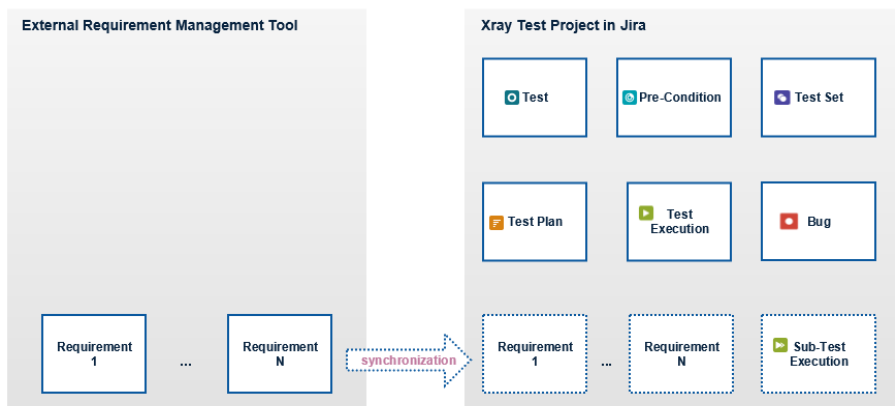 External Requirement Management Tool
Xray Test Project in Jira
Test
Pre-Condition
Test Set
Test Plan
Test
Execution
Bug
Requirement
1
...
Requirement
N
synchronization
Requirement
1
...
Requirement
N
Sub-Test
Execution